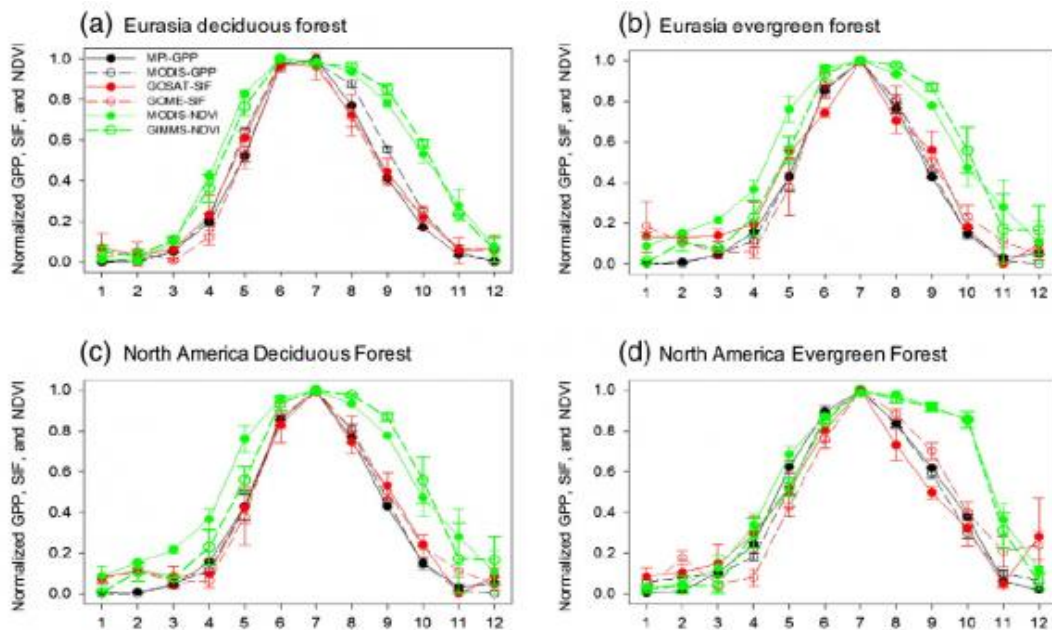 (a) Eurasia deciduous forest
Normalized GPP, SIF, and NDVI
1.0
0.8
0.6
0.4
0.2
0.0
MPI-GPP
MODIS-GPP
GOSAT-SIF
GOME-SIF
MODIS-NDVI
GIMMS-NDVI
1 2 3 4 5 6 7 8 9 10 11 12
(b) Eurasia evergreen forest
Normalized GPP, SIF, and NDVI
1.0
0.8
0.6
0.4
0.2
0.0
1 2 3 4 5 6 7 8 9 10 11 12
(c) North America Deciduous Forest
Normalized GPP, SIF, and NDVI
1.0
0.8
0.6
0.4
0.2
0.0
1 2 3 4 5 6 7 8 9 10 11 12
(d) North America Evergreen Forest
Normalized GPP, SIF, and NDVI
1.0
0.8
0.6
0.4
0.2
0.0
1 2 3 4 5 6 7 8 9 10 11 12